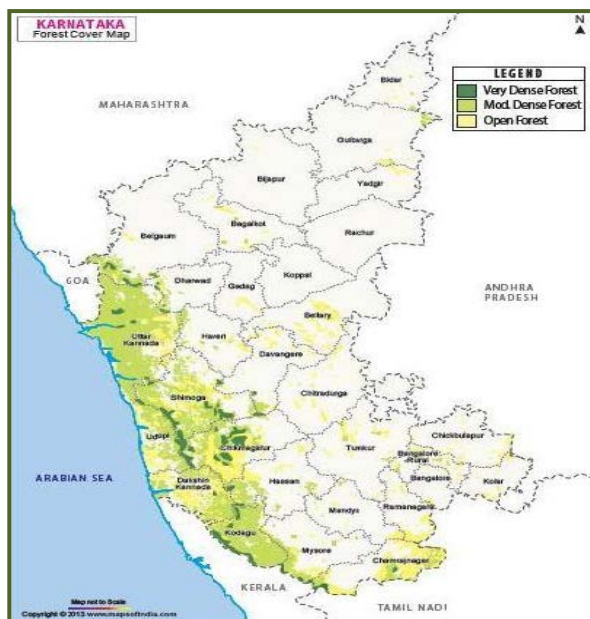 KARNATAKA
Forest Cover Map
N
LEGEND
Very Dense Forest
Mod. Dense Forest
Open Forest
MAHARASHTRA
Bidar
Gulbarga
Bijapur
Yadgir
Bagalkot
Belgaum
Raichur
GOA
Dharwad
Gadag
Koppal
ANDHRA
PRADESH
Bellary
Uttar
Kannada
Haveri
Davangere
Shimoga
Chitradurga
Udupi
Chikmagalur
Tumkur
Chickbulapur
Bangalore
Rural
ARABIAN SEA
Dakshin
Kannada
Hassan
Bangalore
Kolar
Mandya
Ramanagara
Kodagu
Mysore
Chamrajnagar
KERALA
TAMIL NADI
Map not to Scale
Copyright © 2013 www.mapsofindia.com